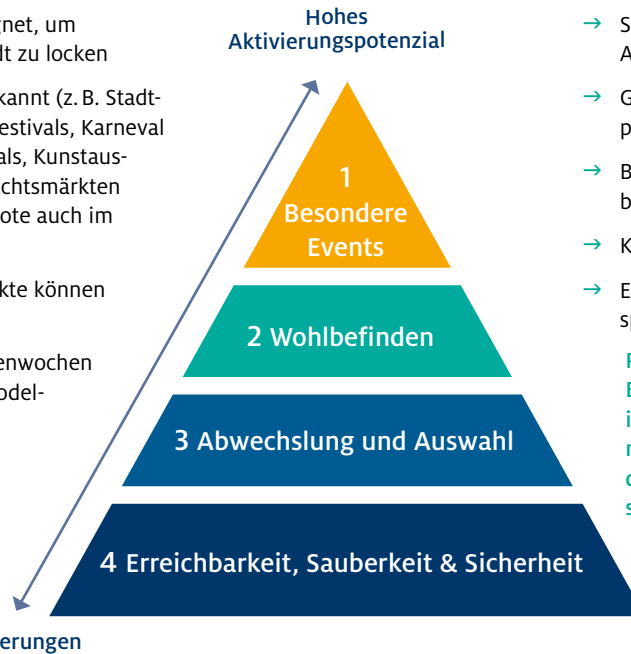 gnet, um
dt zu locken
kannt (z. B. Stadt-
estivals, Karneval
als, Kunstaus-
chtsmärkten
ote auch im
kte können
enwochen
odel-
Hohes
Aktivierungspotenzial
1
Besondere
Events
2 Wohlbefinden
3 Abwechslung und Auswahl
4 Erreichbarkeit, Sauberkeit & Sicherheit
erungen
→ S
A
→ G
p
→ B
b
→ K
→ E
s